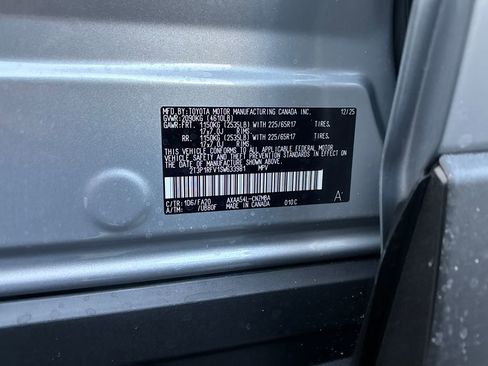 MFD.BY:TOYOTA MOTOR MANUFACTURING CANADA INC. 12/25
GVWR:2090KG (4610LB)
GAWR:FRT. 1150KG (2535LB) WITH 225/65R17 TIRES,
17x7.0J RIMS,
RR. 1150KG (2535LB) WITH 225/65R17 TIRES,
17x7.0J RIMS,
THIS VEHICLE CONFORMS TO ALL APPLICABLE FEDERAL MOTOR
VEHICLE SAFETY AND THEFT PREVENTION STANDARDS IN
EFFECT ON THE DATE OF MANUFACTURE SHOWN ABOVE.
2T3P1RFV1SW633981 MPV
A
C/TR:1D6/FA20 AXAA54L-CNZMBA
A/TM: /UB80F MADE IN CANADA 010C